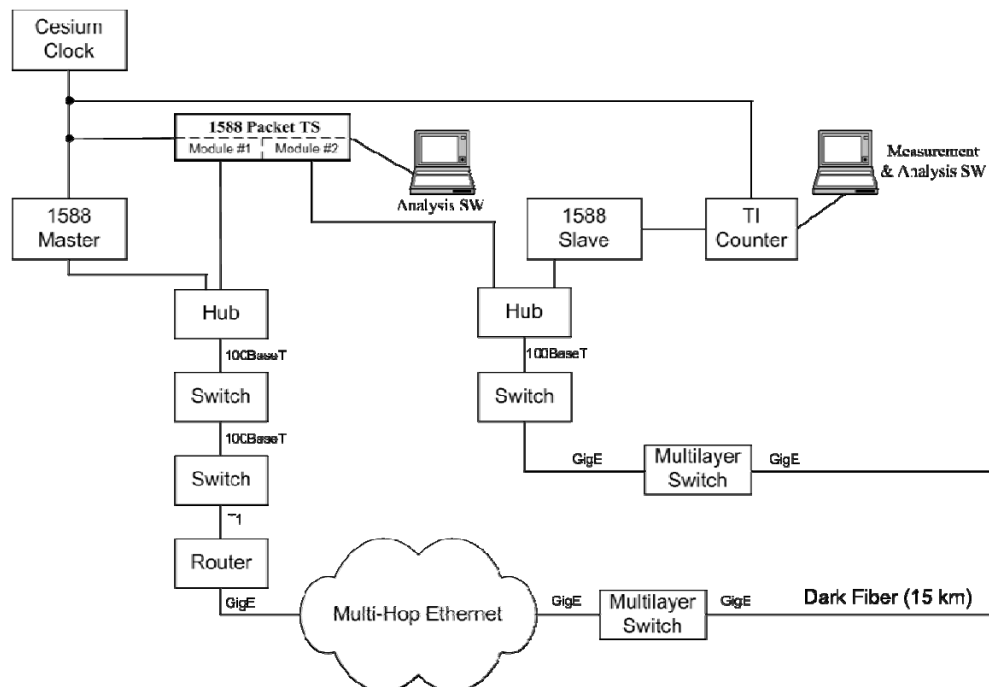 Cesium
Clock
1588 Packet TS
Module #1
Module #2
Analysis SW
Measurement
& Analysis SW
1588
Master
1588
Slave
TI
Counter
Hub
Hub
100BaseT
100BaseT
Switch
Switch
100BaseT
GigE
Multilayer
Switch
GigE
Switch
T1
Router
GigE
Multi-Hop Ethernet
GigE
Multilayer
Switch
GigE
Dark Fiber (15 km)